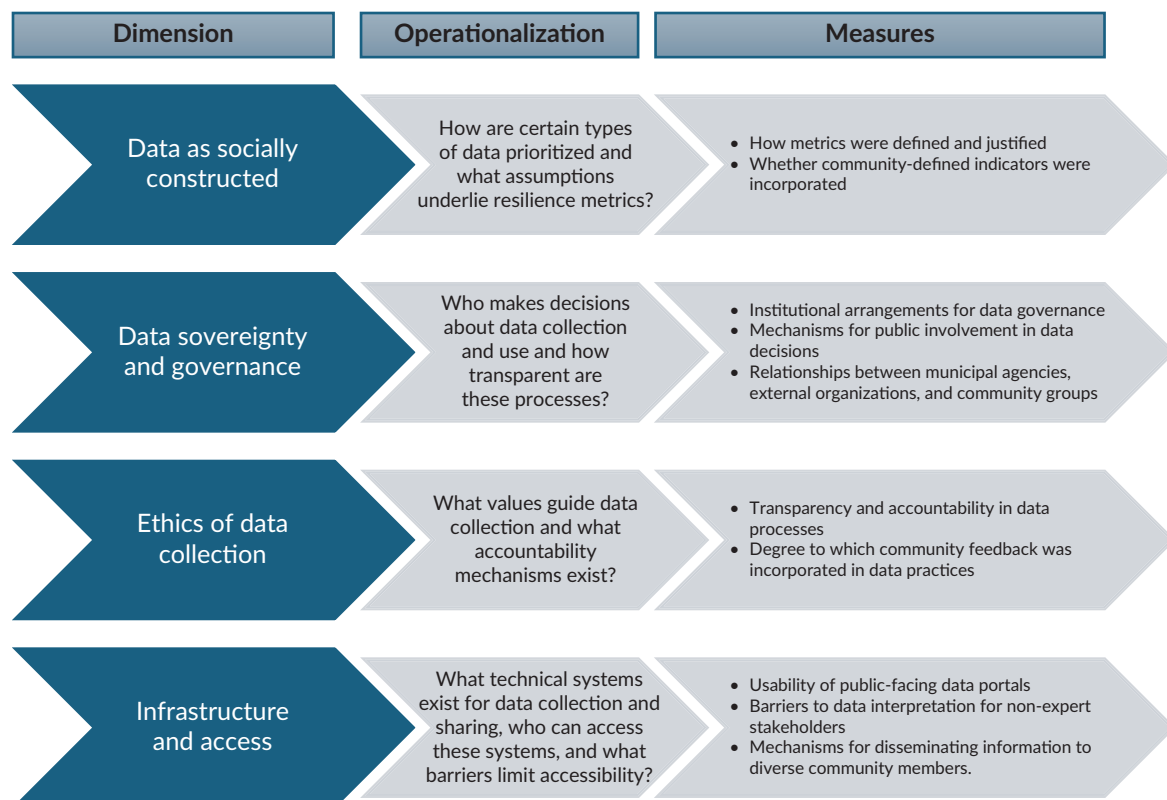 Dimension
Operationalization
Measures
Data as socially
constructed
How are certain types
of data prioritized and
what assumptions
underlie resilience metrics?
• How metrics were defined and justified
• Whether community-defined indicators were
incorporated
Data sovereignty
and governance
Who makes decisions
about data collection
and use and how
transparent are
these processes?
• Institutional arrangements for data governance
• Mechanisms for public involvement in data
decisions
• Relationships between municipal agencies,
external organizations, and community groups
Ethics of data
collection
What values guide data
collection and what
accountability
mechanisms exist?
• Transparency and accountability in data
processes
• Degree to which community feedback was
incorporated in data practices
Infrastructure
and access
What technical systems
exist for data collection and
sharing, who can access
these systems, and what
barriers limit accessibility?
• Usability of public-facing data portals
• Barriers to data interpretation for non-expert
stakeholders
• Mechanisms for disseminating information to
diverse community members.